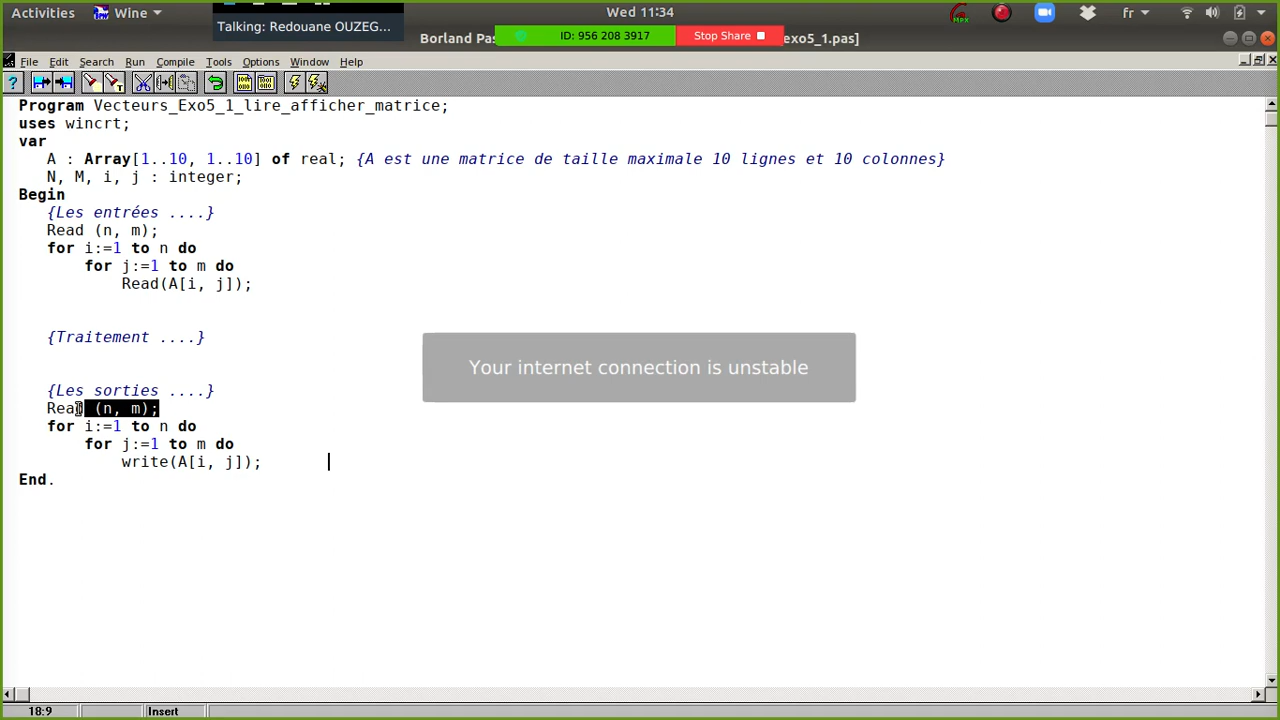 Activities Wine Wed 11:34 fr
Talking: Redouane OUZEG...
Borland Pas ID: 956 208 3917 Stop Share exo5_1.pas]
File Edit Search Run Compile Tools Options Window Help
Program Vecteurs_Exo5_1_lire_afficher_matrice;
uses wincrt;
var
A : Array[1..10, 1..10] of real; {A est une matrice de taille maximale 10 lignes et 10 colonnes}
N, M, i, j : integer;
Begin
{Les entrées ....}
Read (n, m);
for i:=1 to n do
for j:=1 to m do
Read(A[i, j]);
{Traitement ....}
Your internet connection is unstable
{Les sorties ....}
Read (n, m);
for i:=1 to n do
for j:=1 to m do
write(A[i, j]);
End.
18:9 Insert